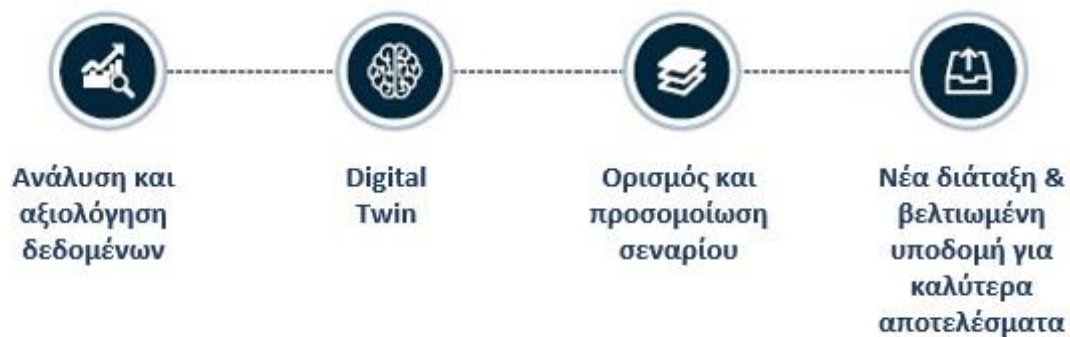 Ανάλυση και
αξιολόγηση
δεδομένων
Digital
Twin
Ορισμός και
προσομοίωση
σεναρίου
Νέα διάταξη &
βελτιωμένη
υποδομή για
καλύτερα
αποτελέσματα